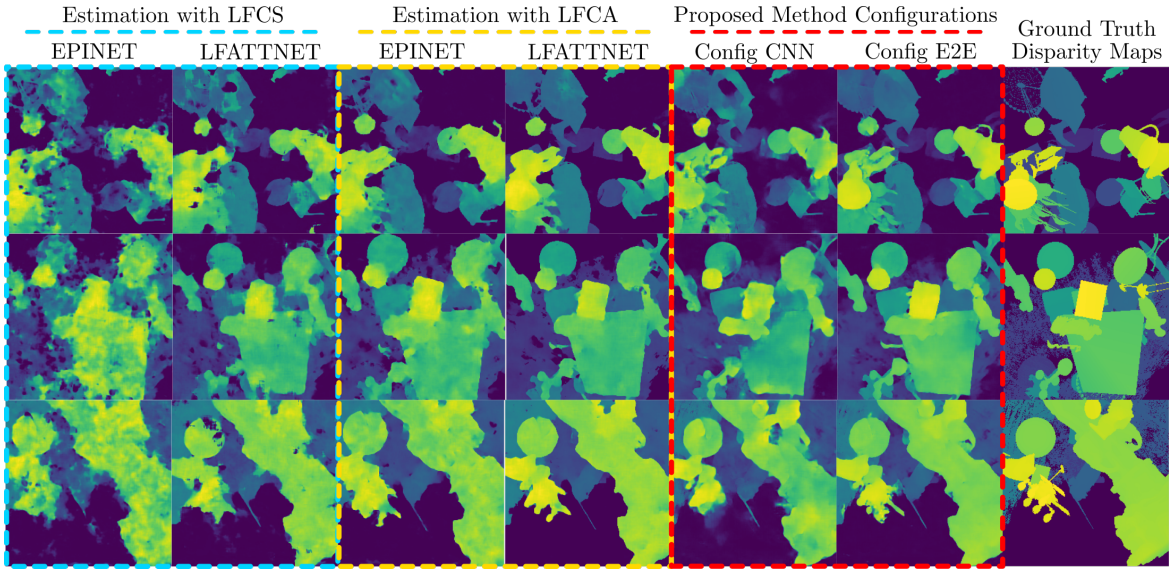 Estimation with LFCS
Estimation with LFCA
Proposed Method Configurations
Ground Truth
Disparity Maps
EPINET
LFATTNET
EPINET
LFATTNET
Config CNN
Config E2E